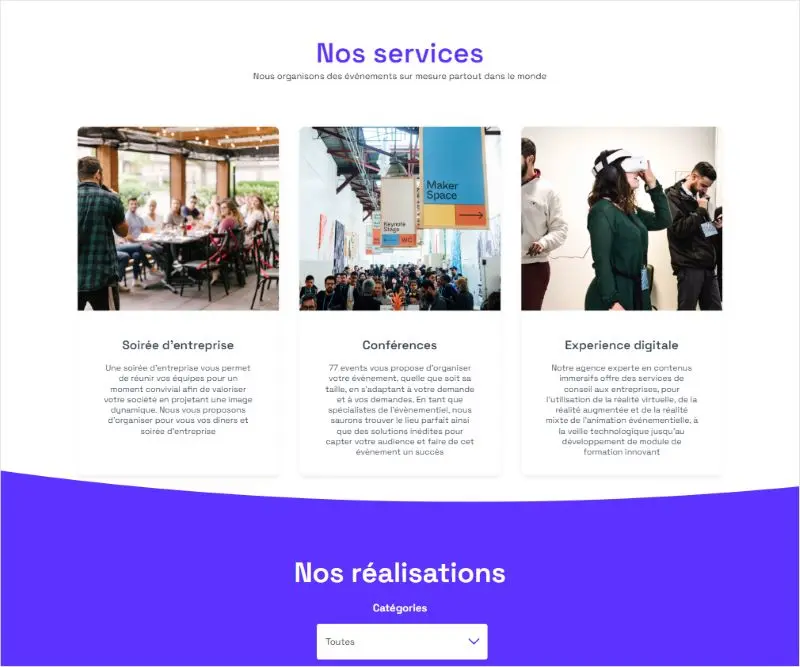 Nos services
Nous organisons des événements sur mesure partout dans le monde
Maker
Space
Keynote
Stage
WC
Soirée d'entreprise
Une soirée d'entreprise vous permet
de réunir vos équipes pour un
moment convivial afin de valoriser
votre société en projetant une image
dynamique. Nous vous proposons
d'organiser pour vous vos diners et
soirée d'entreprise
Conférences
77 events vous propose d'organiser
votre évènement, quelle que soit sa
taille, en s'adaptant à votre demande
et à vos demandes. En tant que
spécialistes de l'évènementiel, nous
saurons trouver le lieu parfait ainsi
que des solutions inédites pour
capter votre audience et faire de cet
évènement un succès
Experience digitale
Notre agence experte en contenus
immersifs offre des services de
conseil aux entreprises, pour
l'utilisation de la réalité virtuelle, de la
réalité augmentée et de la réalité
mixte de l'animation événementielle, à
la veille technologique jusqu'au
développement de module de
formation innovant
Nos réalisations
Catégories
Toutes